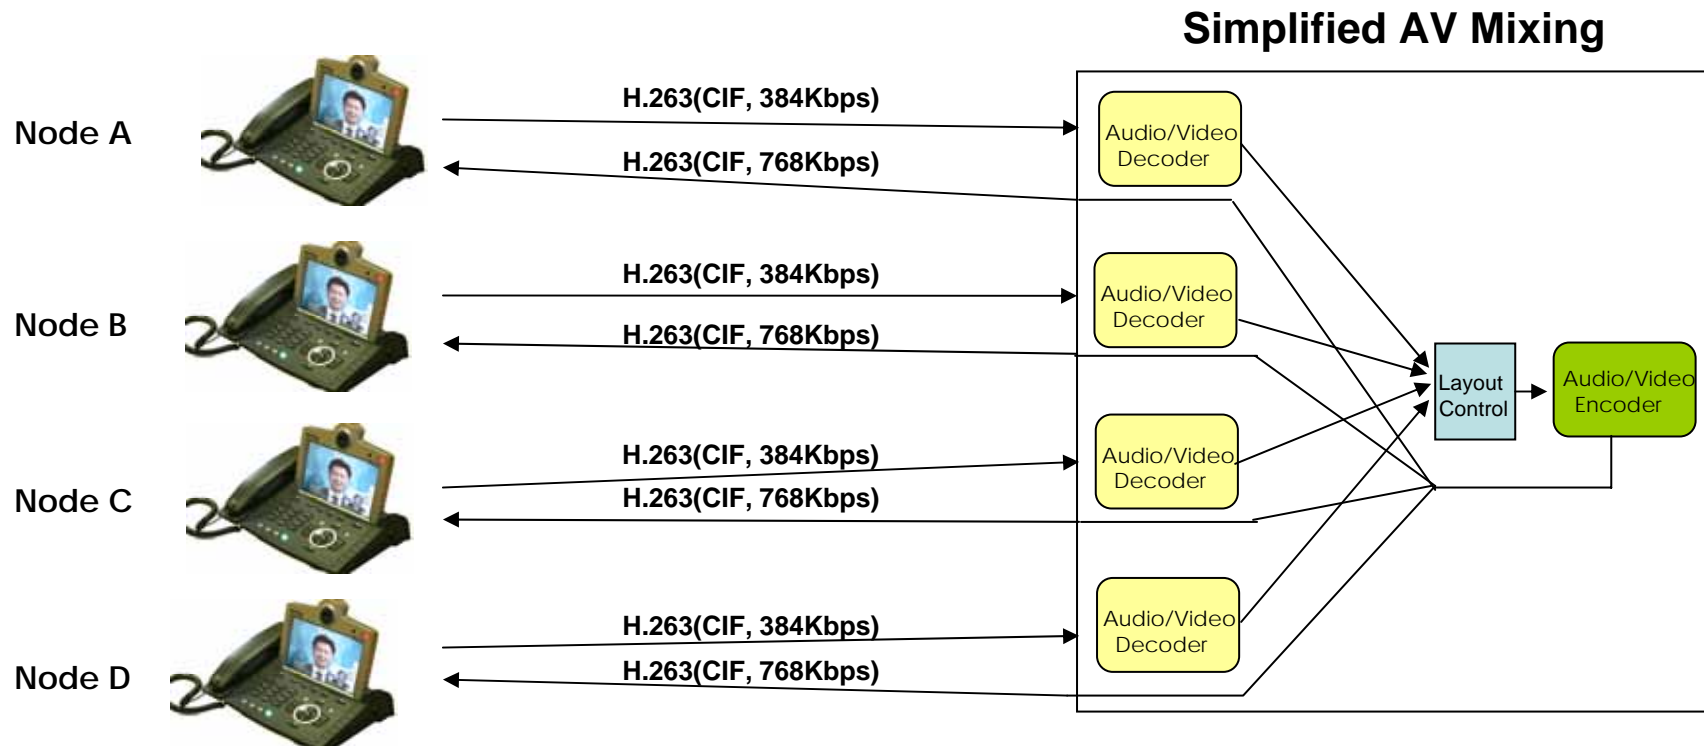 Simplified AV Mixing
Node A
H.263(CIF, 384Kbps)
H.263(CIF, 768Kbps)
Audio/Video
Decoder
Node B
H.263(CIF, 384Kbps)
H.263(CIF, 768Kbps)
Audio/Video
Decoder
Layout
Control
Audio/Video
Encoder
Node C
H.263(CIF, 384Kbps)
H.263(CIF, 768Kbps)
Audio/Video
Decoder
Node D
H.263(CIF, 384Kbps)
H.263(CIF, 768Kbps)
Audio/Video
Decoder